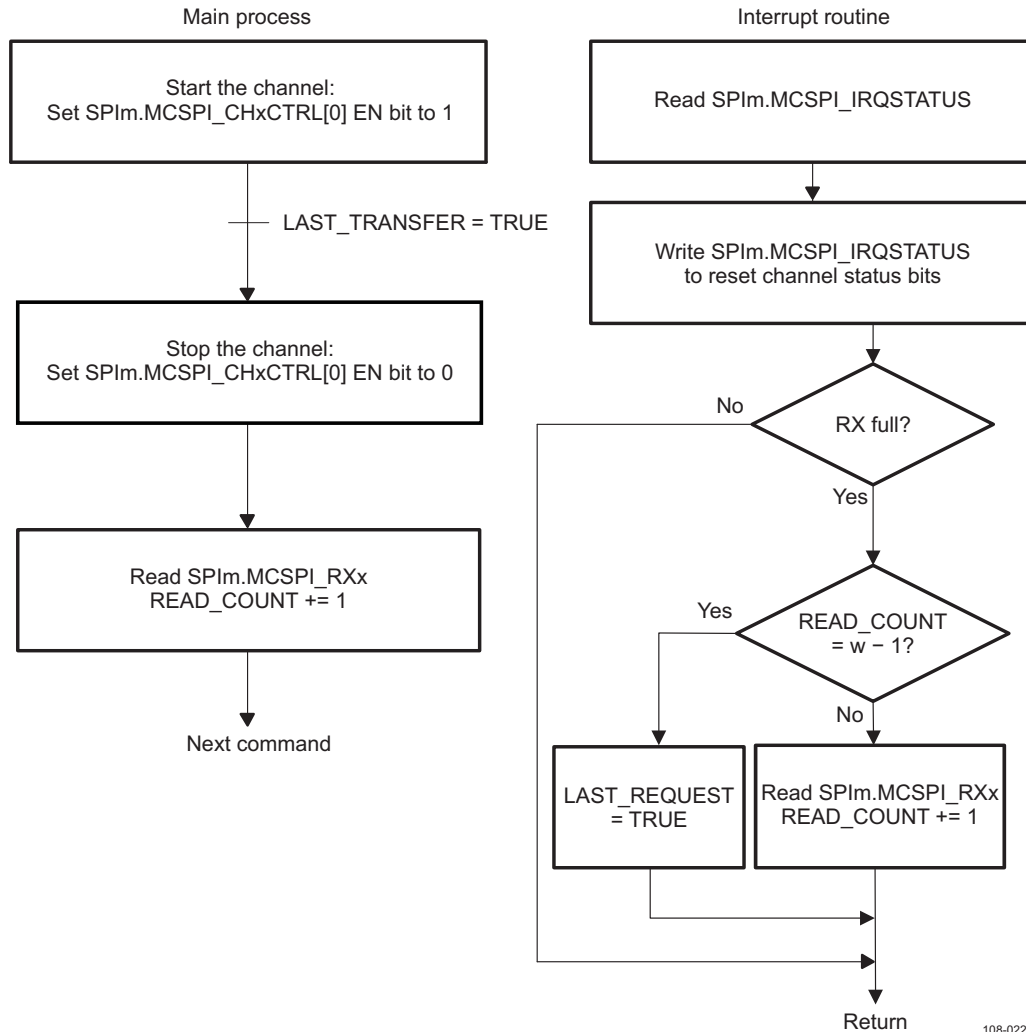 Main process
Start the channel:
Set SPIm.MCSPI_CHxCTRL[0] EN bit to 1
LAST_TRANSFER = TRUE
Stop the channel:
Set SPIm.MCSPI_CHxCTRL[0] EN bit to 0
Read SPIm.MCSPI_RXx
READ_COUNT += 1
Next command
Interrupt routine
Read SPIm.MCSPI_IRQSTATUS
Write SPIm.MCSPI_IRQSTATUS
to reset channel status bits
No
RX full?
Yes
Yes
READ_COUNT
= w − 1?
No
LAST_REQUEST
= TRUE
Read SPIm.MCSPI_RXx
READ_COUNT += 1
Return
108-022